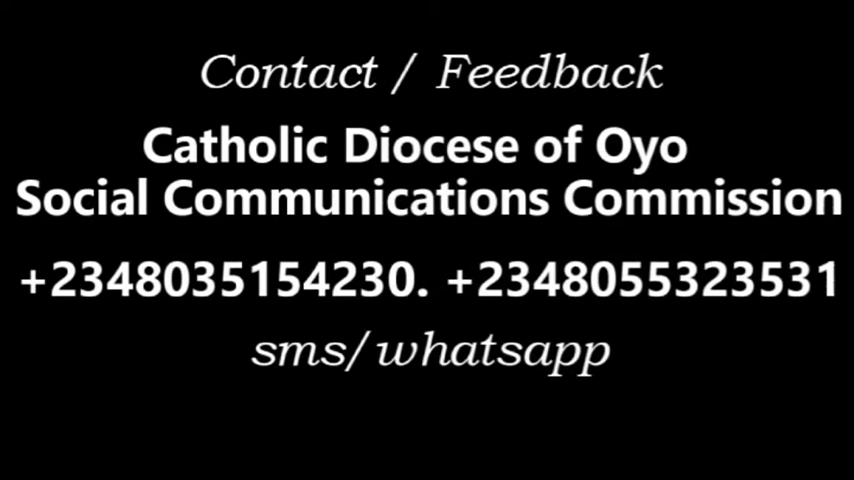 Contact / Feedback
Catholic Diocese of Oyo
Social Communications Commission
+2348035154230. +2348055323531
sms/whatsapp